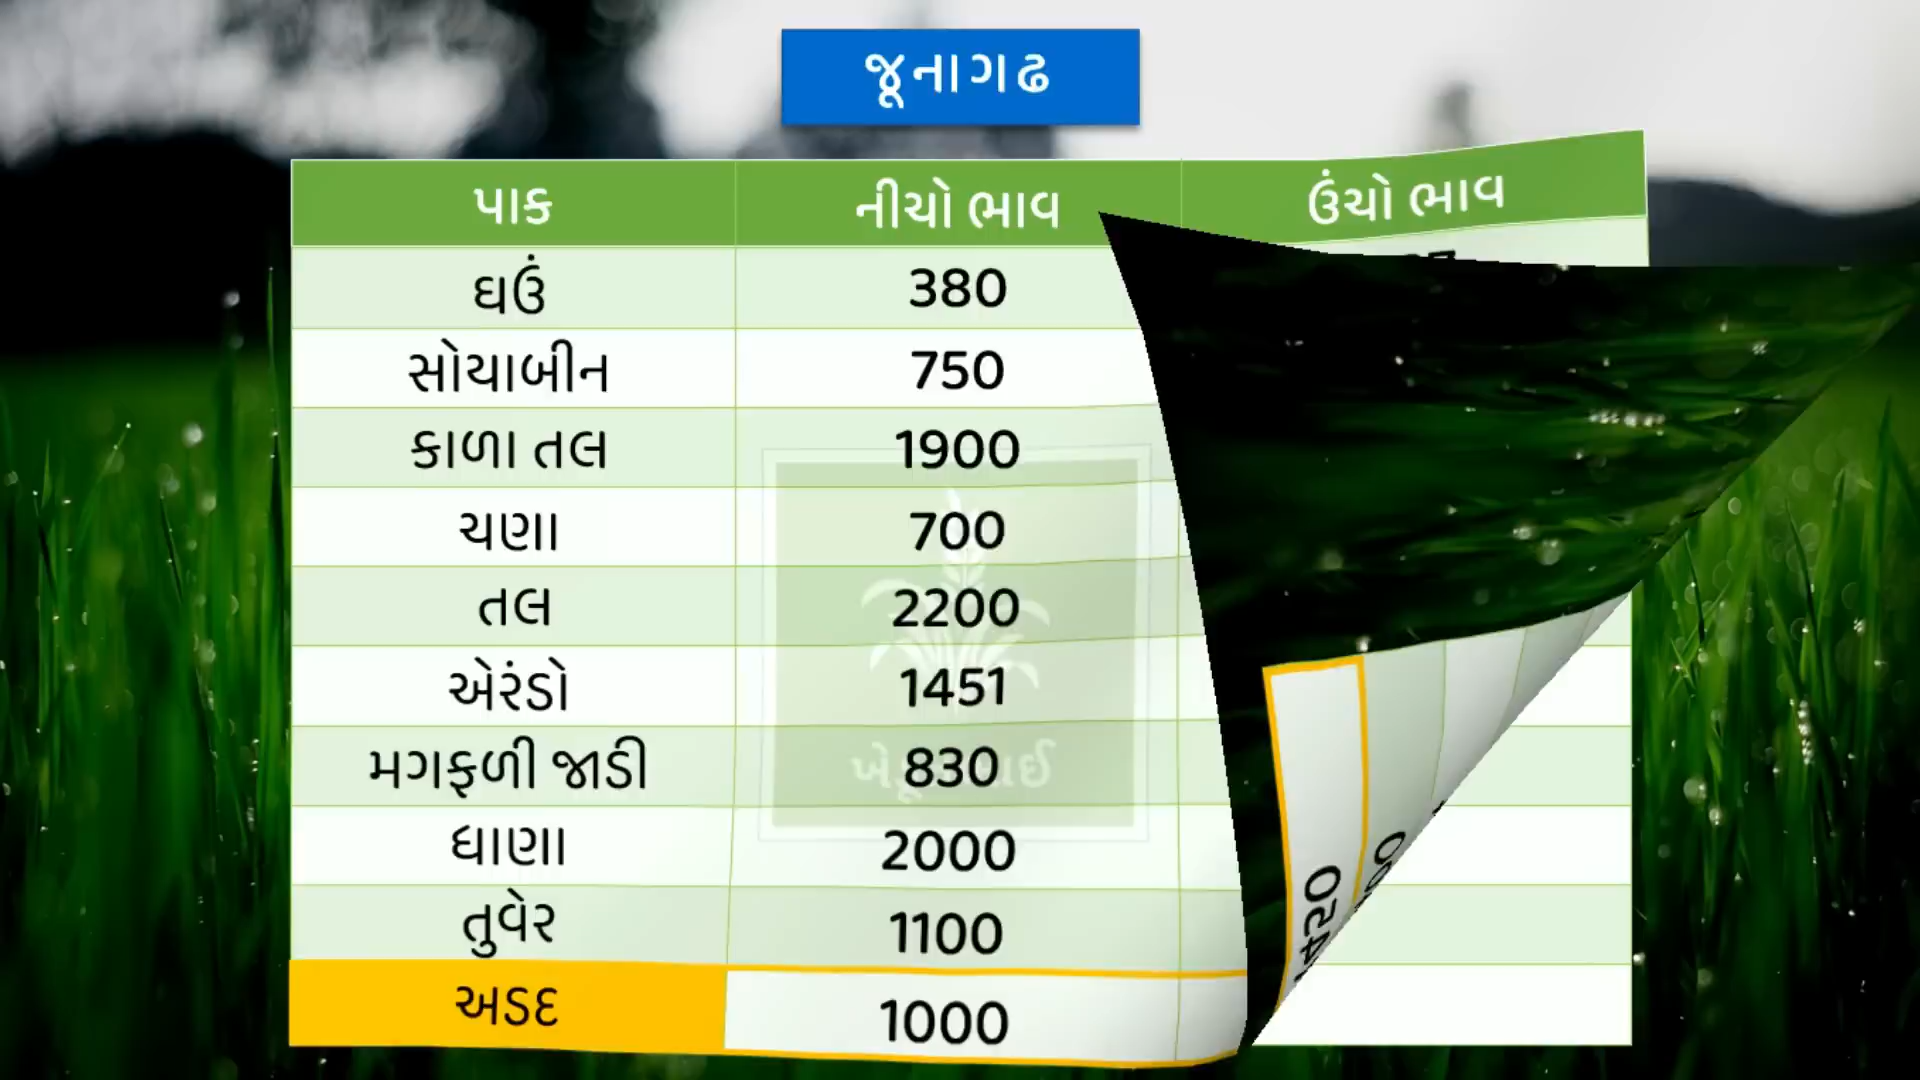 જૂનાગઢ
પાક નીચો ભાવ ઉંચો ભાવ
ઘઉં 380
સોયાબીન 750
કાળા તલ 1900
ચણા 700
તલ 2200
એરંડો 1451
મગફળી જાડી 830
ધાણા 2000
તુવેર 1100
અડદ 1000